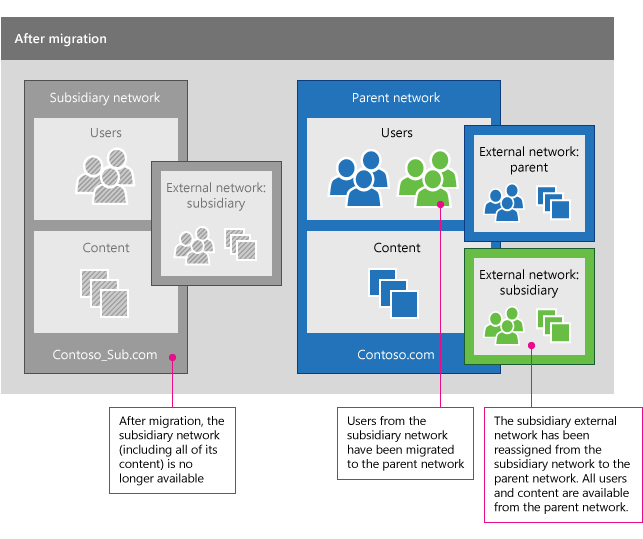 After migration
Subsidiary network
Users
External network:
subsidiary
Content
Contoso_Sub.com
Parent network
Users
External network:
parent
Content
External network:
subsidiary
Contoso.com
After migration, the
subsidiary network
(including all of its
content) is no
longer available
Users from the
subsidiary network
have been migrated
to the parent network
The subsidiary external
network has been
reassigned from the
subsidiary network to the
parent network. All users
and content are available
from the parent network.